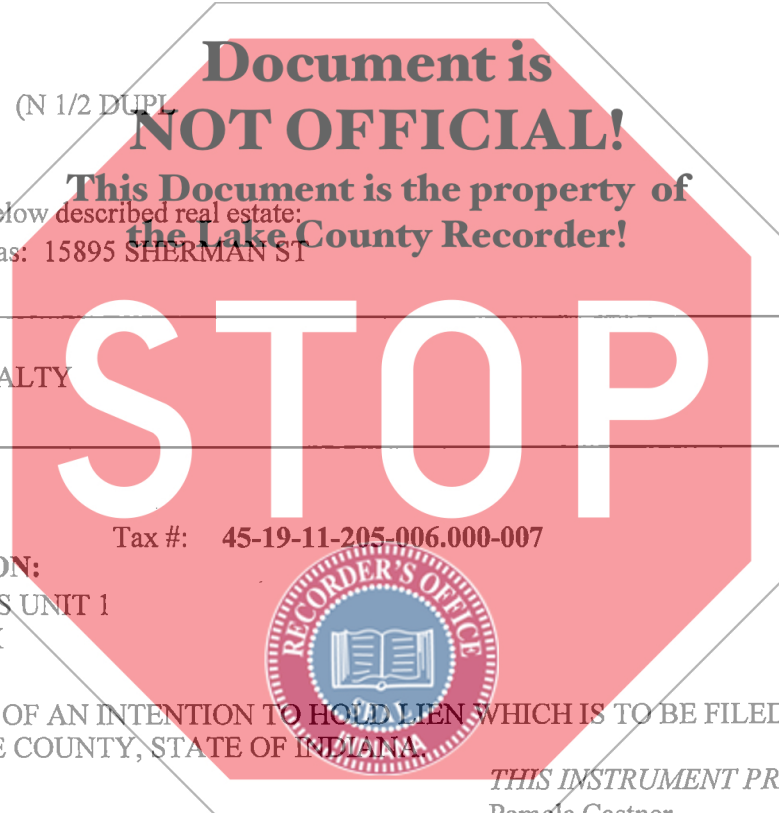 Document is
(N 1/2 DUPL
NOT OFFICIAL!
This Document is the property of
elow described real estate:
the Lake County Recorder!
as: 15895 SHERMAN ST
STOP
ALTY
Tax #: 45-19-11-205-006.000-007
ON:
RECORDER'S OFFICE
S UNIT 1
OF AN INTENTION TO HOLD LIEN WHICH IS TO BE FILED
E COUNTY, STATE OF INDIANA.
THIS INSTRUMENT PR
Pamela Costner